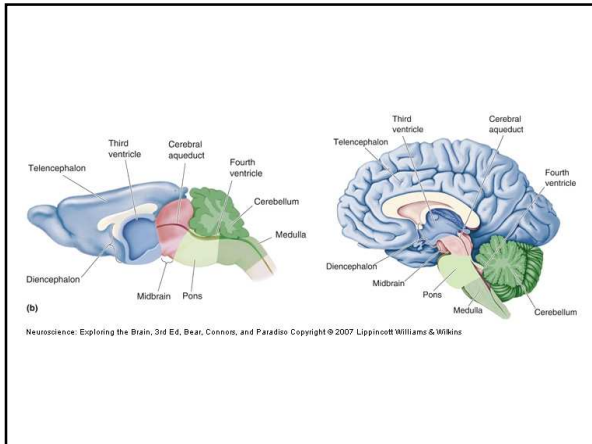 Third
ventricle
Cerebral
aqueduct
Telencephalon
Fourth
ventricle
Cerebellum
Medulla
Diencephalon
Midbrain
Pons
(b)
Third
ventricle
Cerebral
aqueduct
Telencephalon
Fourth
ventricle
Diencephalon
Midbrain
Pons
Medulla
Cerebellum
Neuroscience: Exploring the Brain, 3rd Ed, Bear, Connors, and Paradiso Copyright © 2007 Lippincott Williams & Wilkins